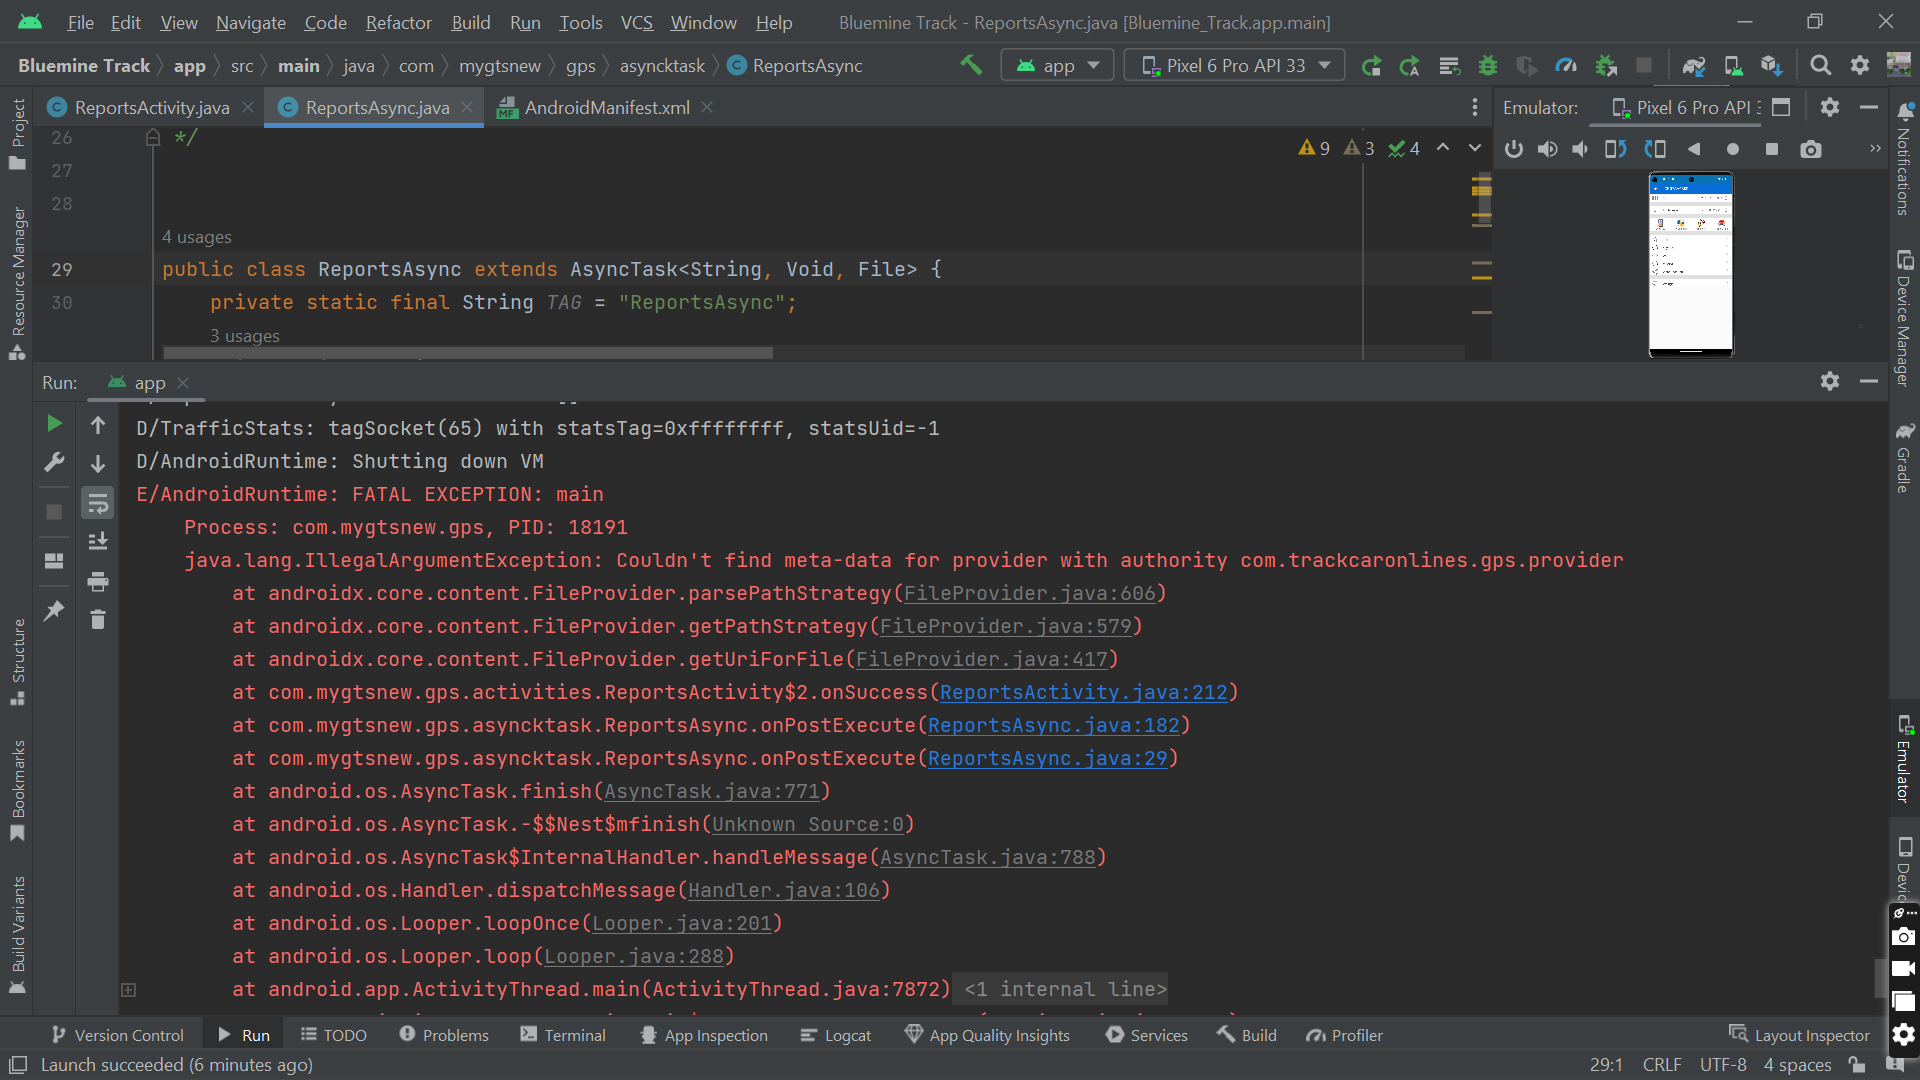 File Edit View Navigate Code Refactor Build Run Tools VCS Window Help Bluemine Track - ReportsAsync.java [Bluemine_Track.app.main]
Bluemine Track app src main java com mygtsnew gps asyncktask ReportsAsync app Pixel 6 Pro API 33
ReportsActivity.java ReportsAsync.java AndroidManifest.xml Emulator: Pixel 6 Pro API 3
26 */
9 3 4
27
28
4 usages
29 public class ReportsAsync extends AsyncTask<String, Void, File> {
30 private static final String TAG = "ReportsAsync";
3 usages
Run: app
D/TrafficStats: tagSocket(65) with statsTag=0xffffffff, statsUid=-1
D/AndroidRuntime: Shutting down VM
E/AndroidRuntime: FATAL EXCEPTION: main
Process: com.mygtsnew.gps, PID: 18191
java.lang.IllegalArgumentException: Couldn't find meta-data for provider with authority com.trackcaronlines.gps.provider
at androidx.core.content.FileProvider.parsePathStrategy(FileProvider.java:606)
at androidx.core.content.FileProvider.getPathStrategy(FileProvider.java:579)
at androidx.core.content.FileProvider.getUriForFile(FileProvider.java:417)
at com.mygtsnew.gps.activities.ReportsActivity$2.onSuccess(ReportsActivity.java:212)
at com.mygtsnew.gps.asyncktask.ReportsAsync.onPostExecute(ReportsAsync.java:182)
at com.mygtsnew.gps.asyncktask.ReportsAsync.onPostExecute(ReportsAsync.java:29)
at android.os.AsyncTask.finish(AsyncTask.java:771)
at android.os.AsyncTask.-$$Nest$mfinish(Unknown Source:0)
at android.os.AsyncTask$InternalHandler.handleMessage(AsyncTask.java:788)
at android.os.Handler.dispatchMessage(Handler.java:106)
at android.os.Looper.loopOnce(Looper.java:201)
at android.os.Looper.loop(Looper.java:288)
at android.app.ActivityThread.main(ActivityThread.java:7872) <1 internal line>
Project
Resource Manager
Structure
Bookmarks
Build Variants
Notifications
Device Manager
Gradle
Emulator
Devic
Version Control Run TODO Problems Terminal App Inspection Logcat App Quality Insights Services Build Profiler Layout Inspector
Launch succeeded (6 minutes ago) 29:1 CRLF UTF-8 4 spaces